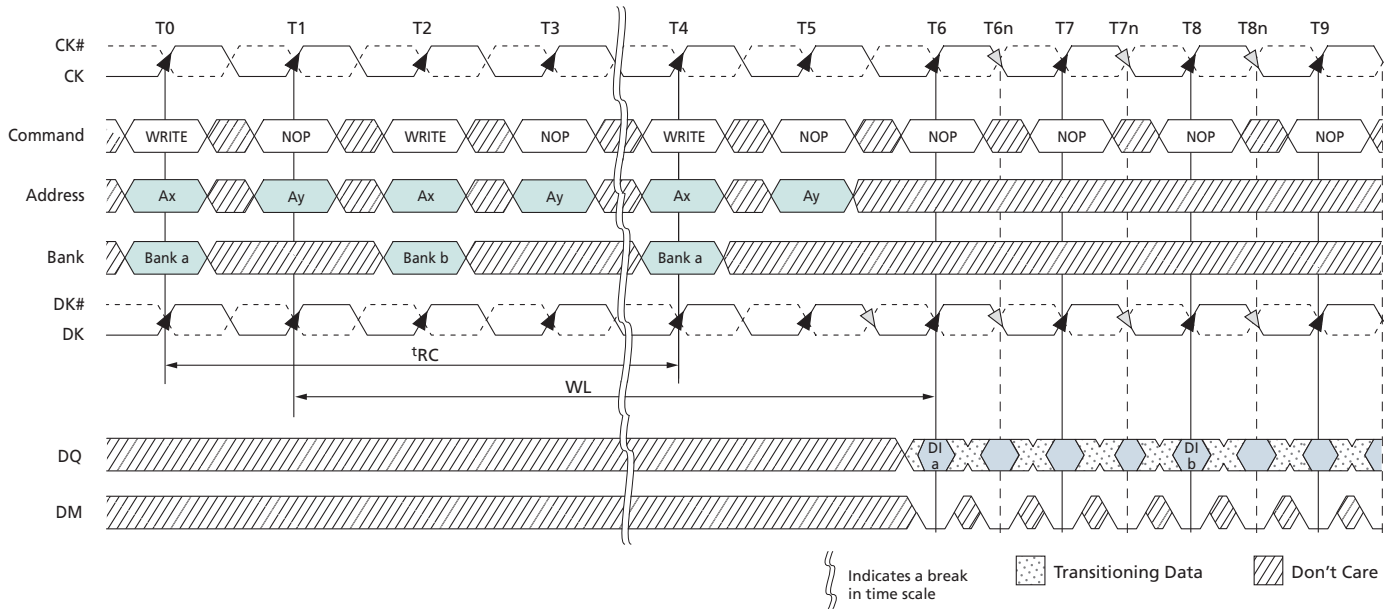 T0 T1 T2 T3 T4 T5 T6 T6n T7 T7n T8 T8n T9
CK#
CK
Command WRITE NOP WRITE NOP WRITE NOP NOP NOP NOP NOP
Address Ax Ay Ax Ay Ax Ay
Bank Bank a Bank b Bank a
DK#
DK
tRC
WL
DQ DI a DI b
DM
Indicates a break
in time scale
Transitioning Data
Don't Care